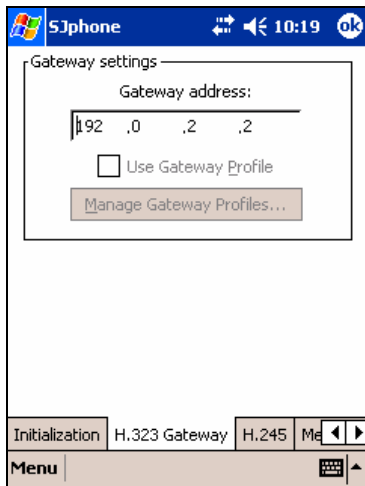 SJphone 10:19 ok
Gateway settings
Gateway address:
192 .0 .2 .2
Use Gateway Profile
Manage Gateway Profiles...
Initialization H.323 Gateway H.245 Me
Menu